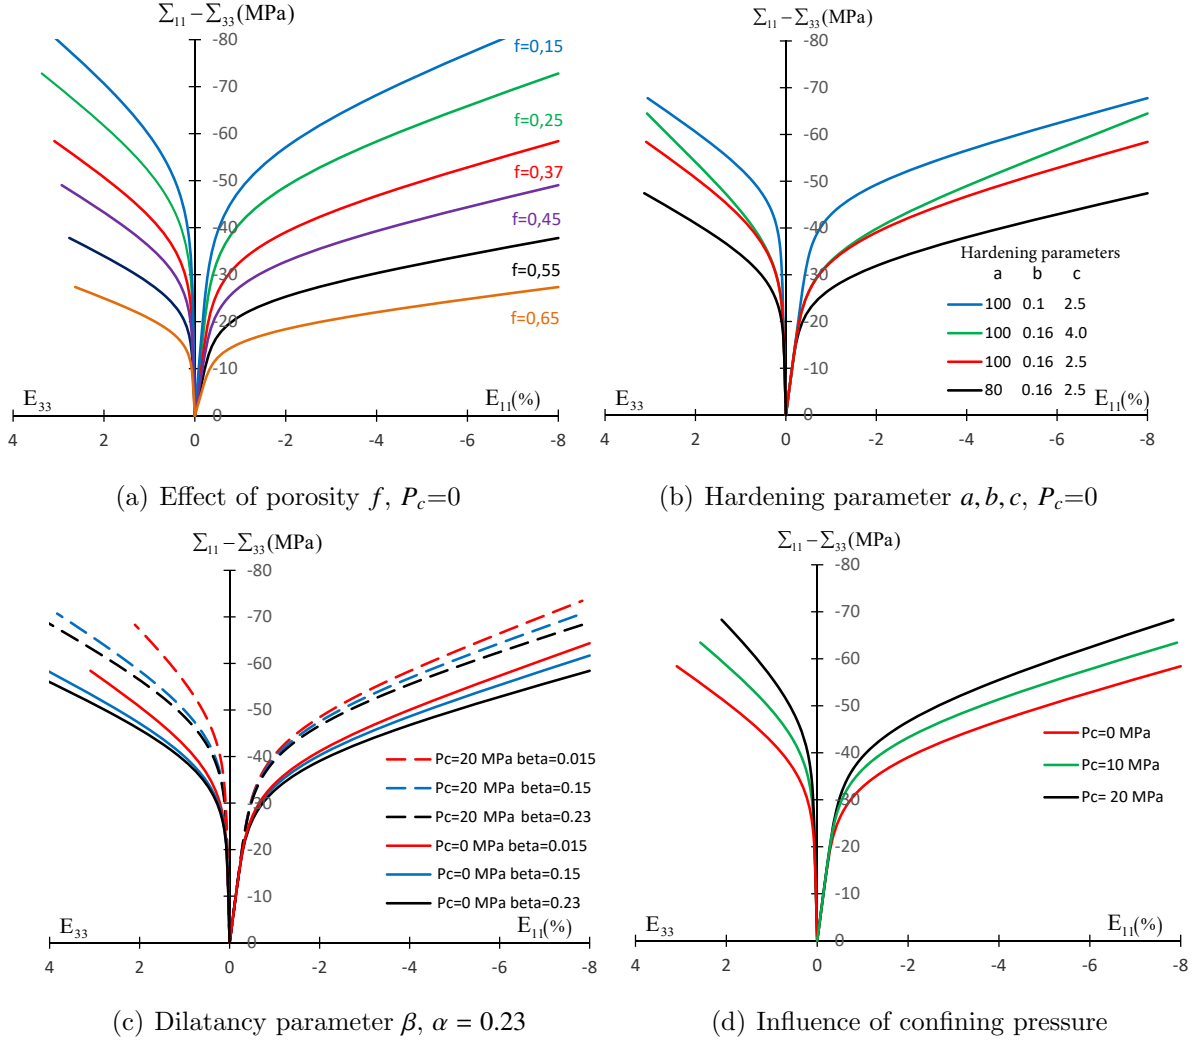 Σ₁₁ − Σ₃₃ (MPa)
-80
-70
-60
-50
-40
-30
-20
-10
0
f=0,15
f=0,25
f=0,37
f=0,45
f=0,55
f=0,65
E₃₃
E₁₁(%)
4 2 0 -2 -4 -6 -8
(a) Effect of porosity f, P_c=0
Σ₁₁ − Σ₃₃ (MPa)
-80
-70
-60
-50
-40
-30
-20
-10
0
Hardening parameters
a b c
100 0.1 2.5
100 0.16 4.0
100 0.16 2.5
80 0.16 2.5
E₃₃
E₁₁(%)
4 2 0 -2 -4 -6 -8
(b) Hardening parameter a, b, c, P_c=0
Σ₁₁ − Σ₃₃ (MPa)
-80
-70
-60
-50
-40
-30
-20
-10
0
Pc=20 MPa beta=0.015
Pc=20 MPa beta=0.15
Pc=20 MPa beta=0.23
Pc=0 MPa beta=0.015
Pc=0 MPa beta=0.15
Pc=0 MPa beta=0.23
E₃₃
E₁₁(%)
4 2 0 -2 -4 -6 -8
(c) Dilatancy parameter β, α = 0.23
Σ₁₁ − Σ₃₃ (MPa)
-80
-70
-60
-50
-40
-30
-20
-10
0
Pc=0 MPa
Pc=10 MPa
Pc= 20 MPa
E₃₃
E₁₁(%)
4 2 0 -2 -4 -6 -8
(d) Influence of confining pressure